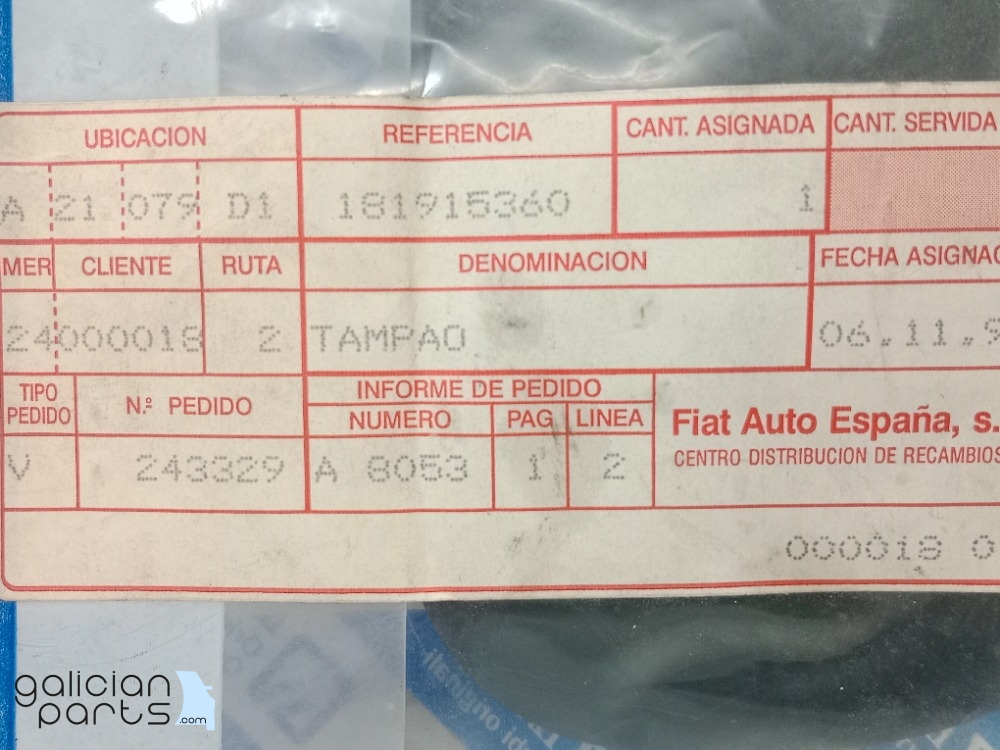 UBICACION REFERENCIA CANT. ASIGNADA CANT. SERVIDA
A 21 079 D1 181915360 1
MER CLIENTE RUTA DENOMINACION FECHA ASIGNAC
24 000018 2 TAMPAO 06.11.9
TIPO PEDIDO N.º PEDIDO INFORME DE PEDIDO
NUMERO PAG LINEA Fiat Auto España, s.
CENTRO DISTRIBUCION DE RECAMBIOS
V 243329 A 8053 1 2
000018 0
galician
parts.com